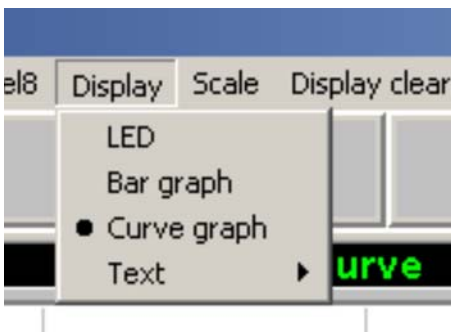 el8 Display Scale Display clear
LED
Bar graph
Curve graph
Text
urve